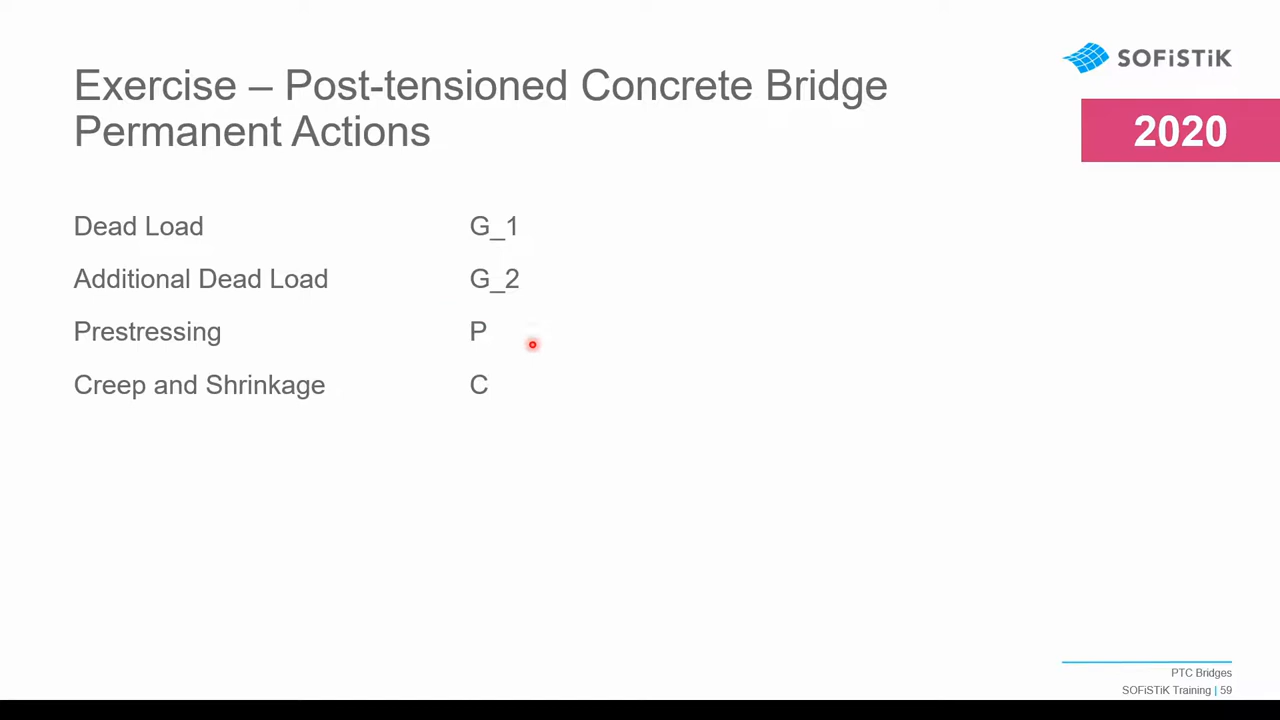 SOFiSTiK
Exercise – Post-tensioned Concrete Bridge
Permanent Actions
2020
Dead Load G_1
Additional Dead Load G_2
Prestressing P
Creep and Shrinkage C
PTC Bridges
SOFiSTiK Training | 59